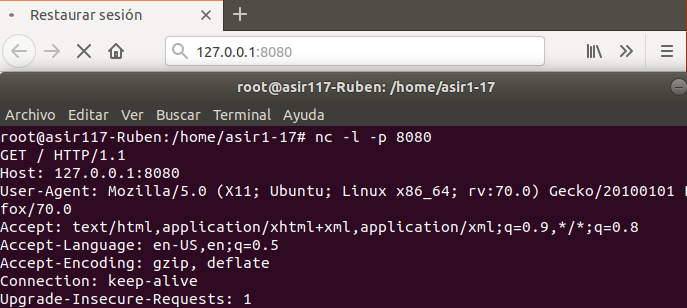 Restaurar sesión
127.0.0.1:8080
root@asir117-Ruben: /home/asir1-17
Archivo Editar Ver Buscar Terminal Ayuda
root@asir117-Ruben:/home/asir1-17# nc -l -p 8080
GET / HTTP/1.1
Host: 127.0.0.1:8080
User-Agent: Mozilla/5.0 (X11; Ubuntu; Linux x86_64; rv:70.0) Gecko/20100101
fox/70.0
Accept: text/html,application/xhtml+xml,application/xml;q=0.9,*/*;q=0.8
Accept-Language: en-US,en;q=0.5
Accept-Encoding: gzip, deflate
Connection: keep-alive
Upgrade-Insecure-Requests: 1